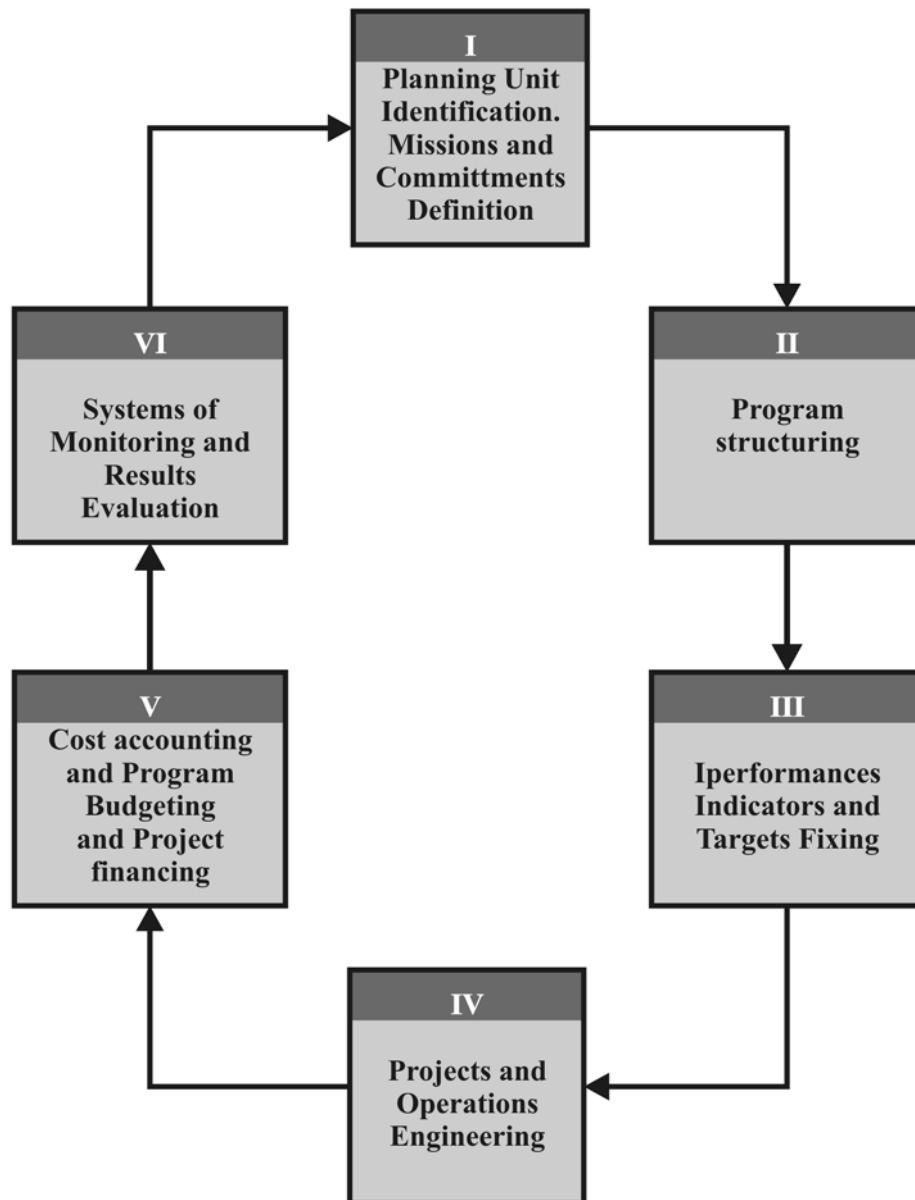 I
Planning Unit
Identification.
Missions and
Committments
Definition
II
Program
structuring
III
Iperformances
Indicators and
Targets Fixing
IV
Projects and
Operations
Engineering
V
Cost accounting
and Program
Budgeting
and Project
financing
VI
Systems of
Monitoring and
Results
Evaluation